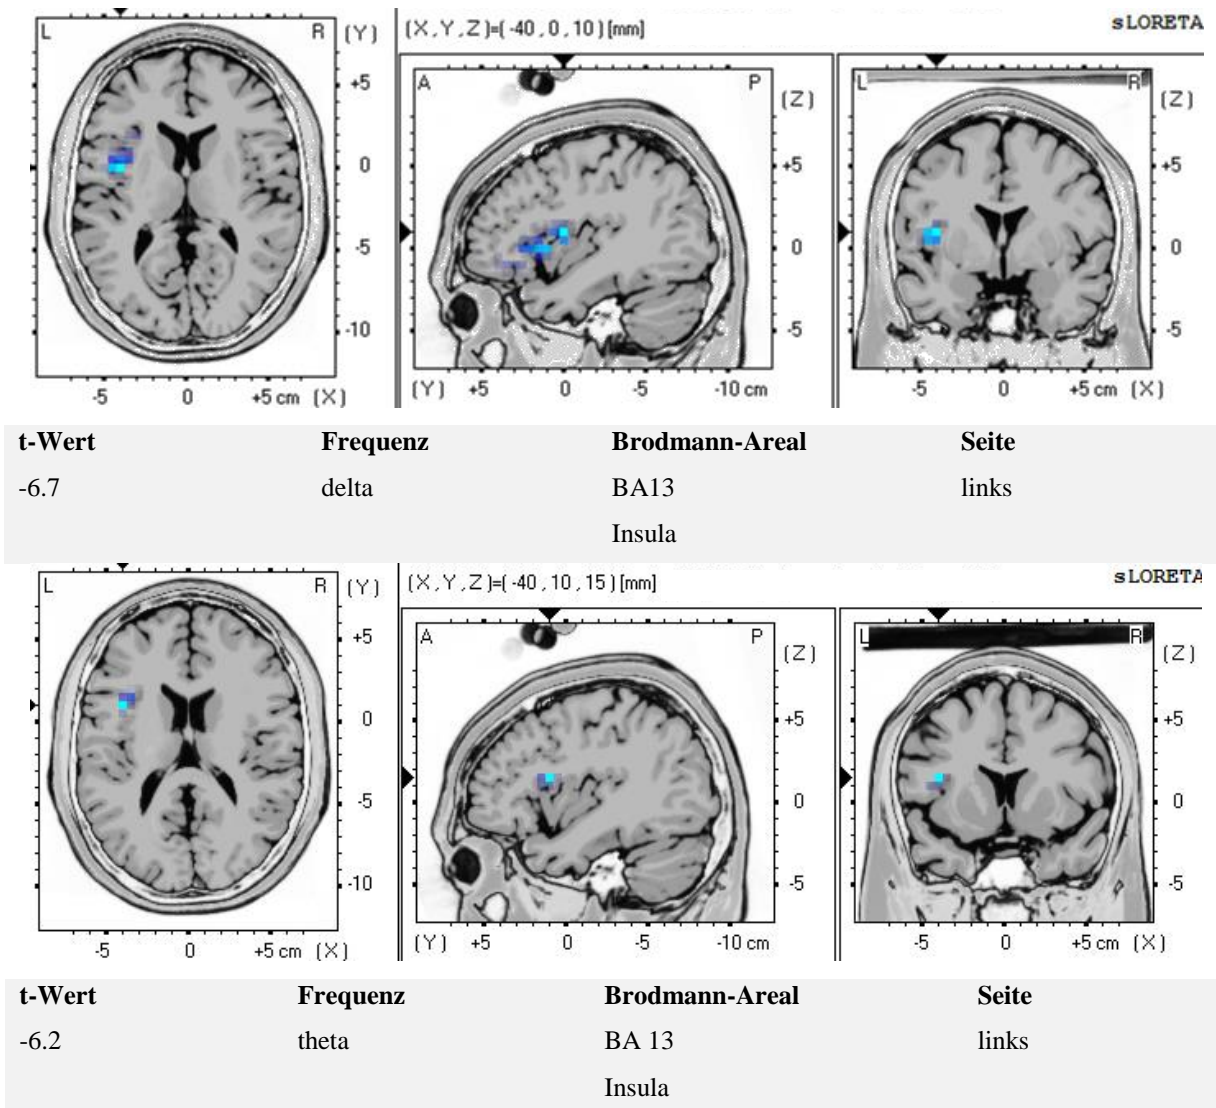 L R (Y) (X,Y,Z)=(-40,0,10)[mm] sLORETA
A P (Z) L R (Z)
+5 +5 +5
0 0 0
-5 -5 -5
-10
-5 0 +5 cm (X) (Y) +5 0 -5 -10 cm -5 0 +5 cm (X)
t-Wert Frequenz Brodmann-Areal Seite
-6.7 delta BA13 links
Insula
L R (Y) (X,Y,Z)=(-40,10,15)[mm] sLORETA
A P (Z) L R (Z)
+5 +5 +5
0 0 0
-5 -5 -5
-10
-5 0 +5 cm (X) (Y) +5 0 -5 -10 cm -5 0 +5 cm (X)
t-Wert Frequenz Brodmann-Areal Seite
-6.2 theta BA 13 links
Insula